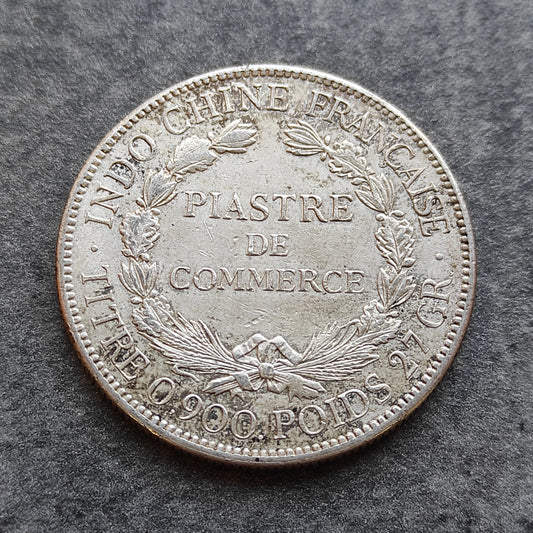 INDO CHINE FRANÇAISE
PIASTRE
DE
COMMERCE
TITRE 0.900. POIDS 27 GR.